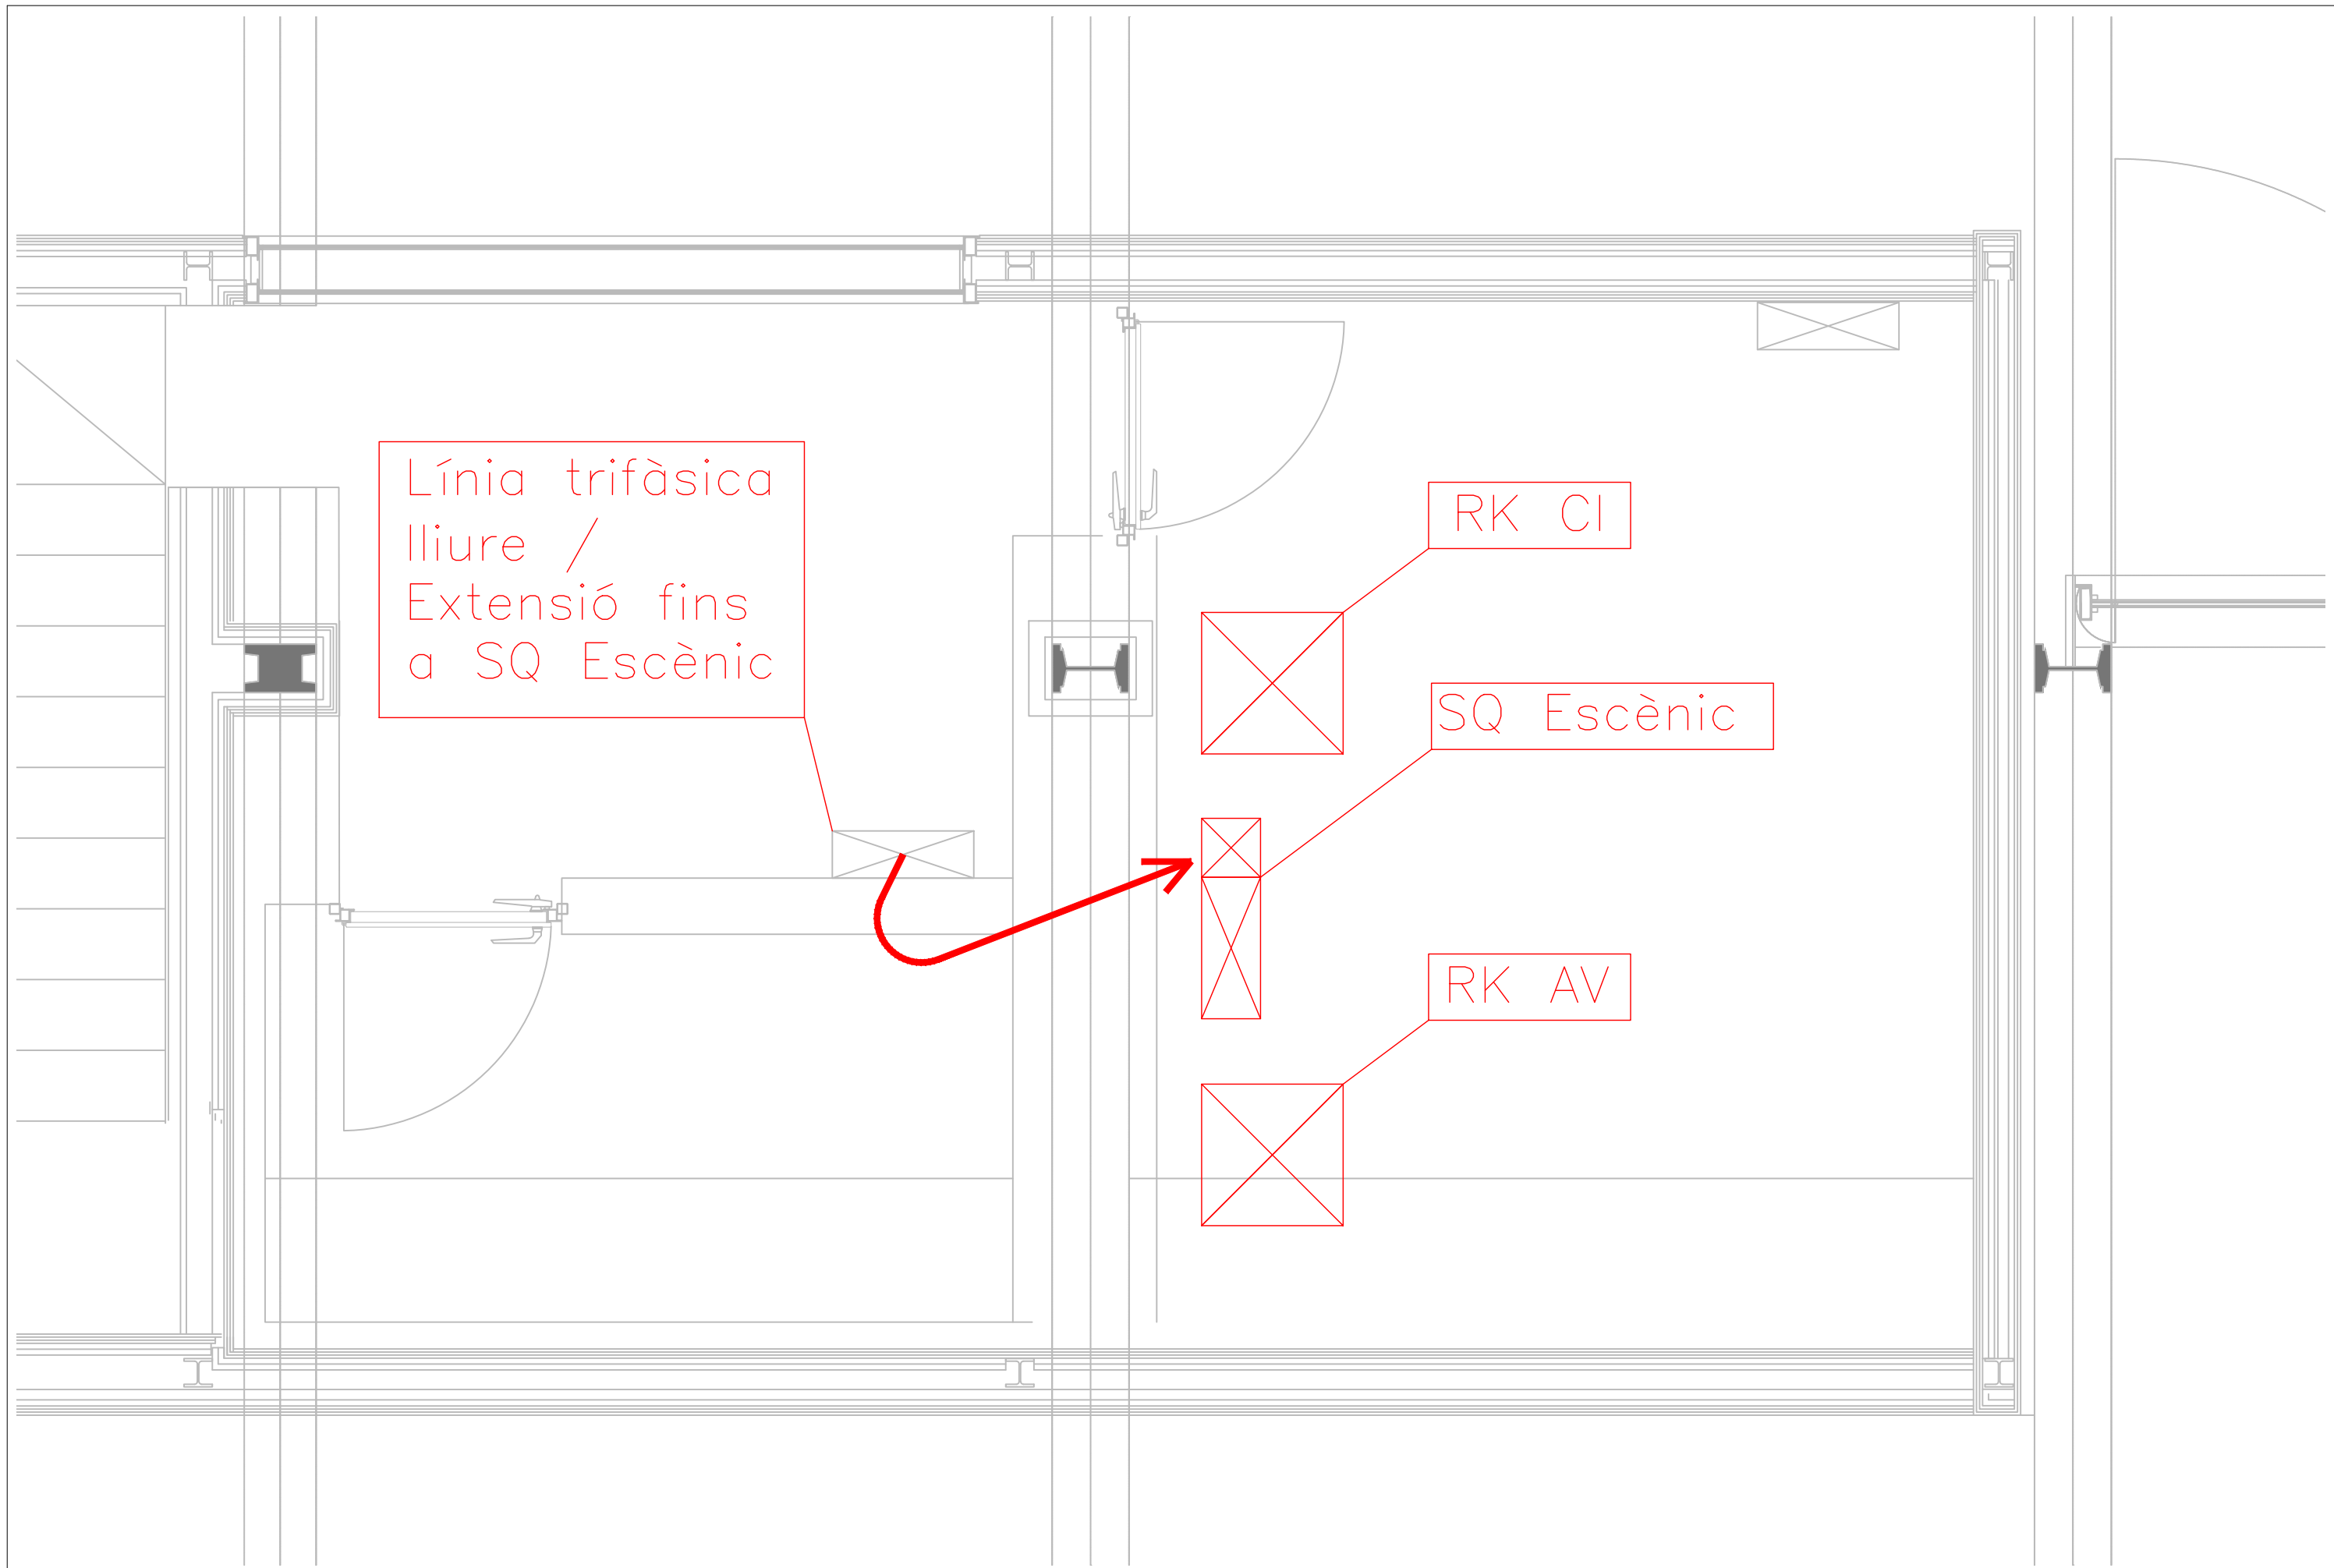 Línia trifàsica
lliure /
Extensió fins
a SQ Escènic
RK CI
SQ Escènic
RK AV